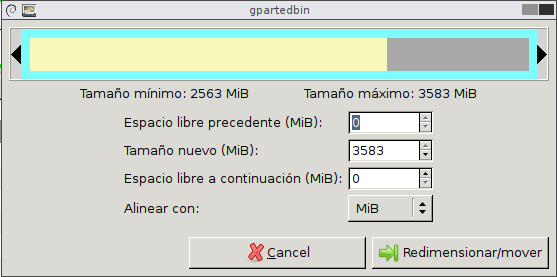 gpartedbin
Tamaño mínimo: 2563 MiB Tamaño máximo: 3583 MiB
Espacio libre precedente (MiB): 0
Tamaño nuevo (MiB): 3583
Espacio libre a continuación (MiB): 0
Alinear con: MiB
Cancel Redimensionar/mover